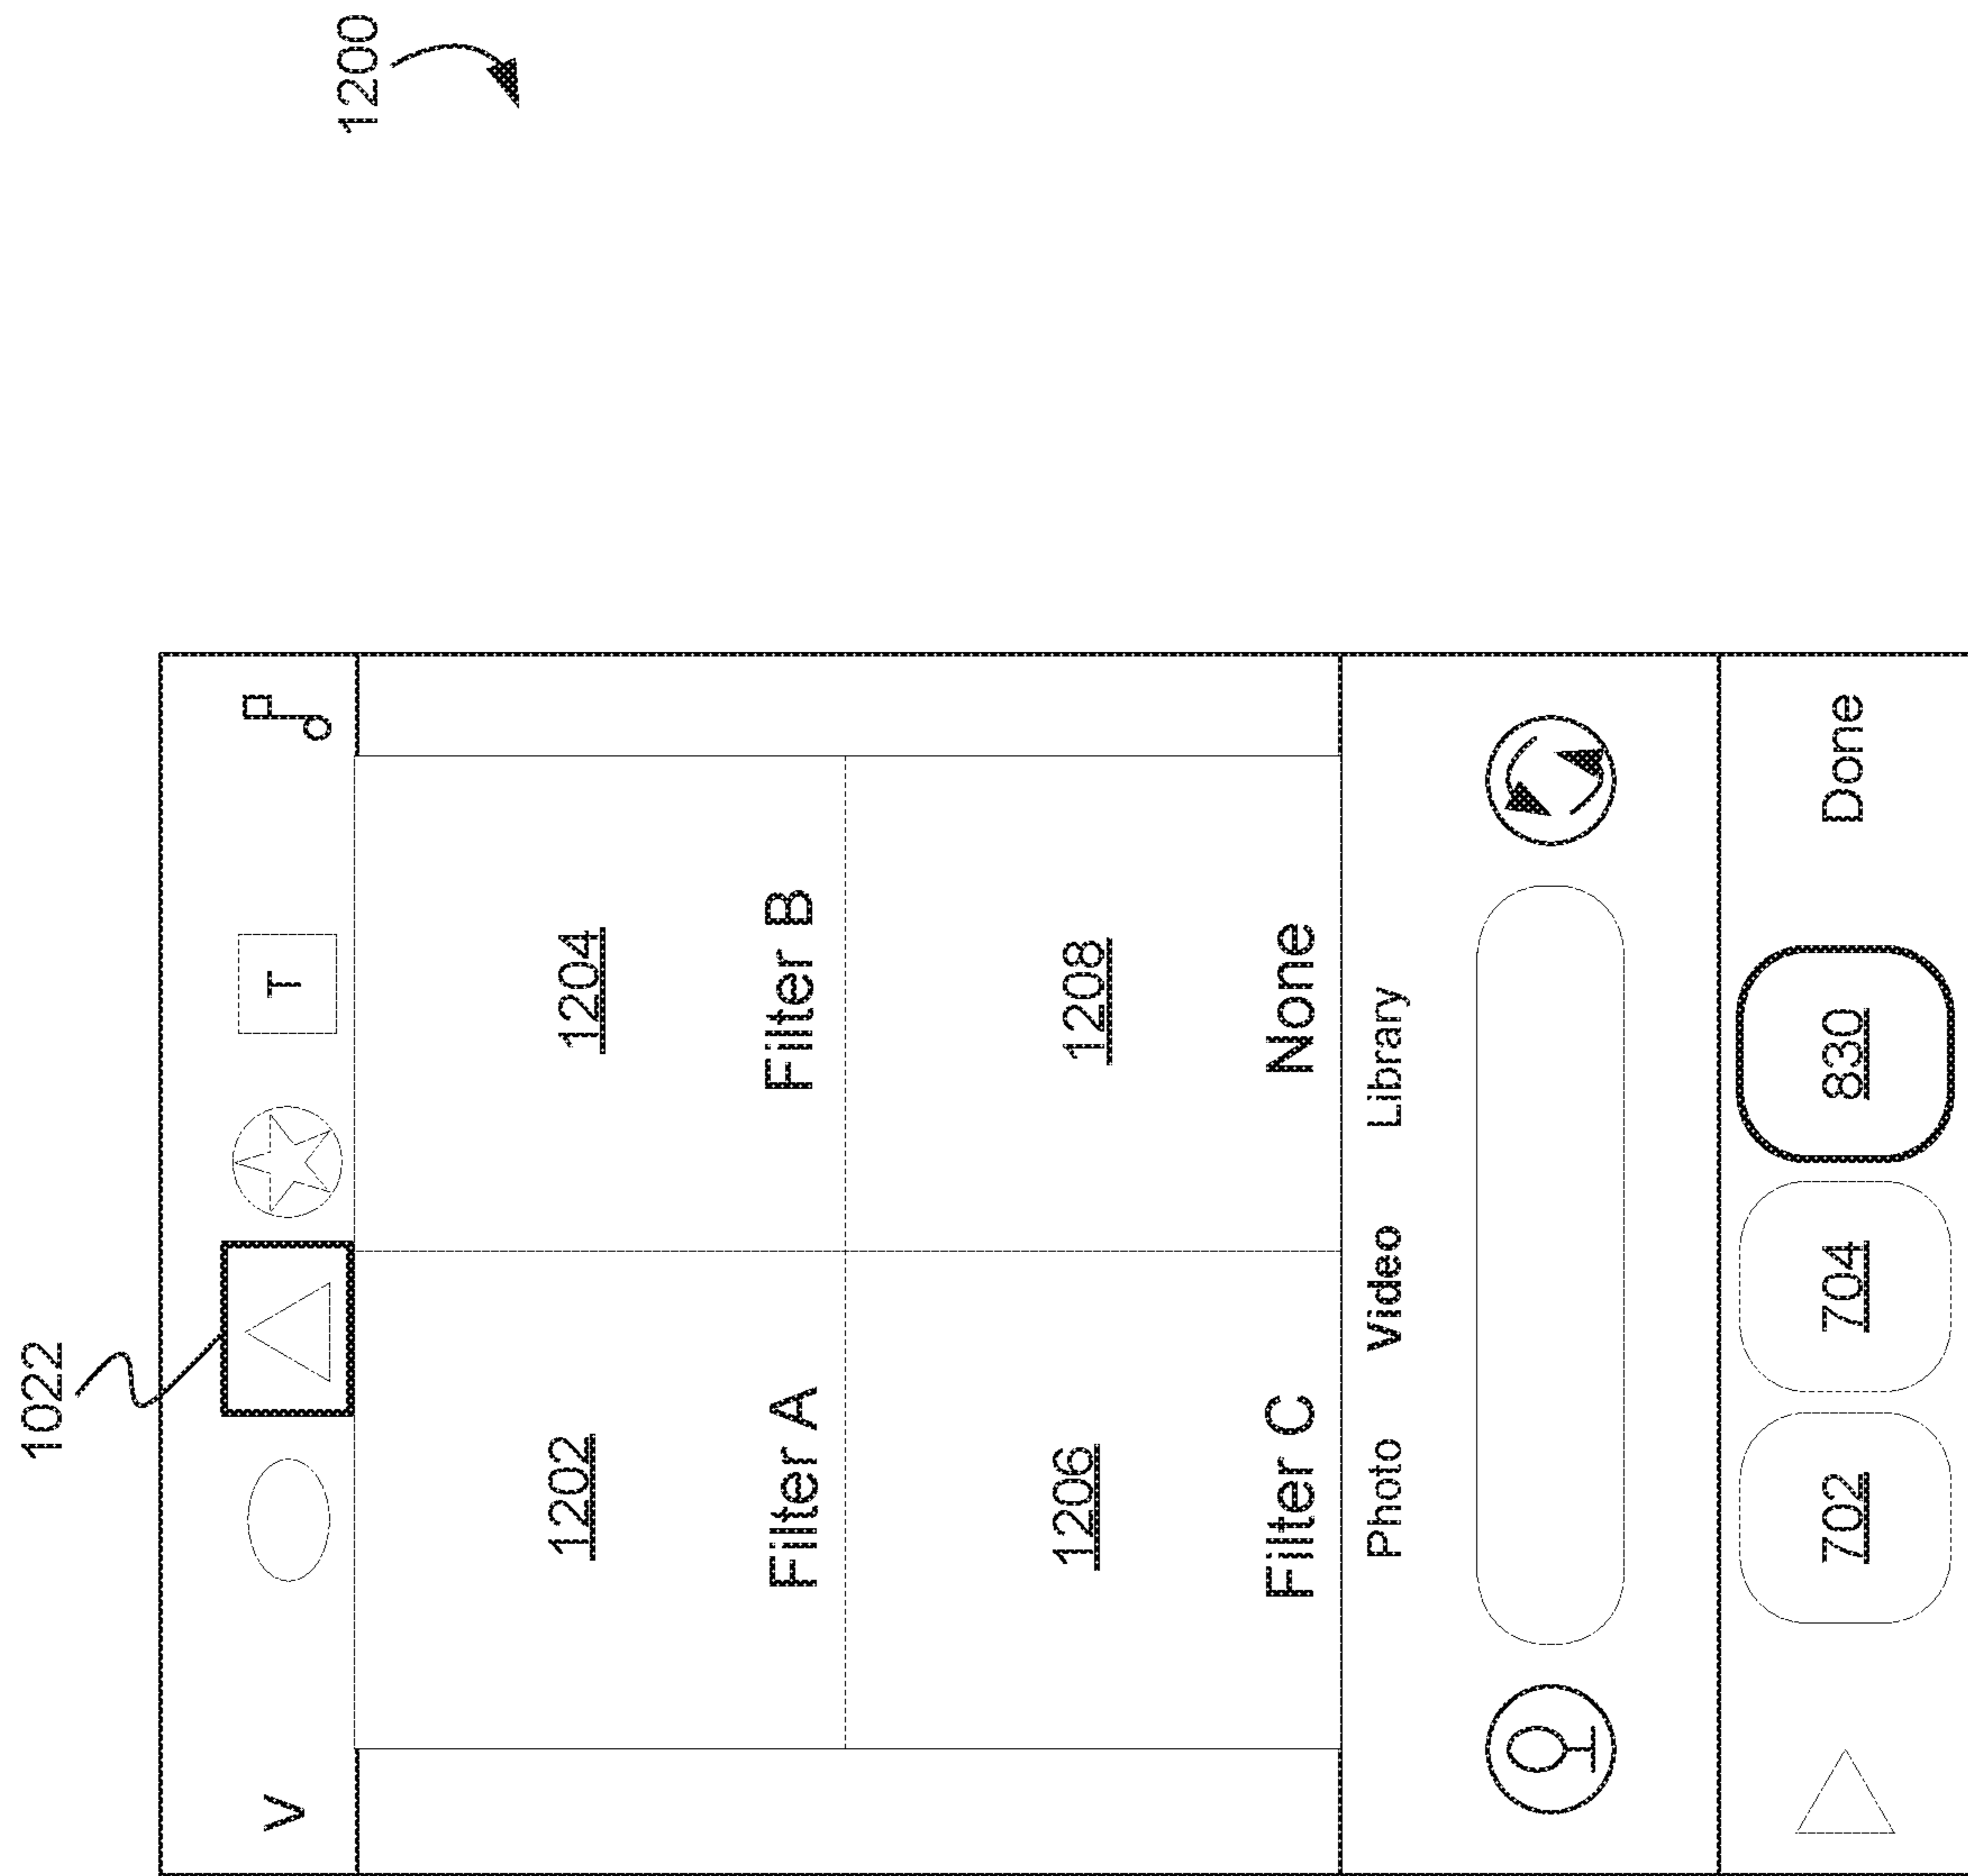 1200
1022
V
T
1202
1204
Filter A
Filter B
1206
1208
Filter C
None
Photo Video Library
702
704
830
Done